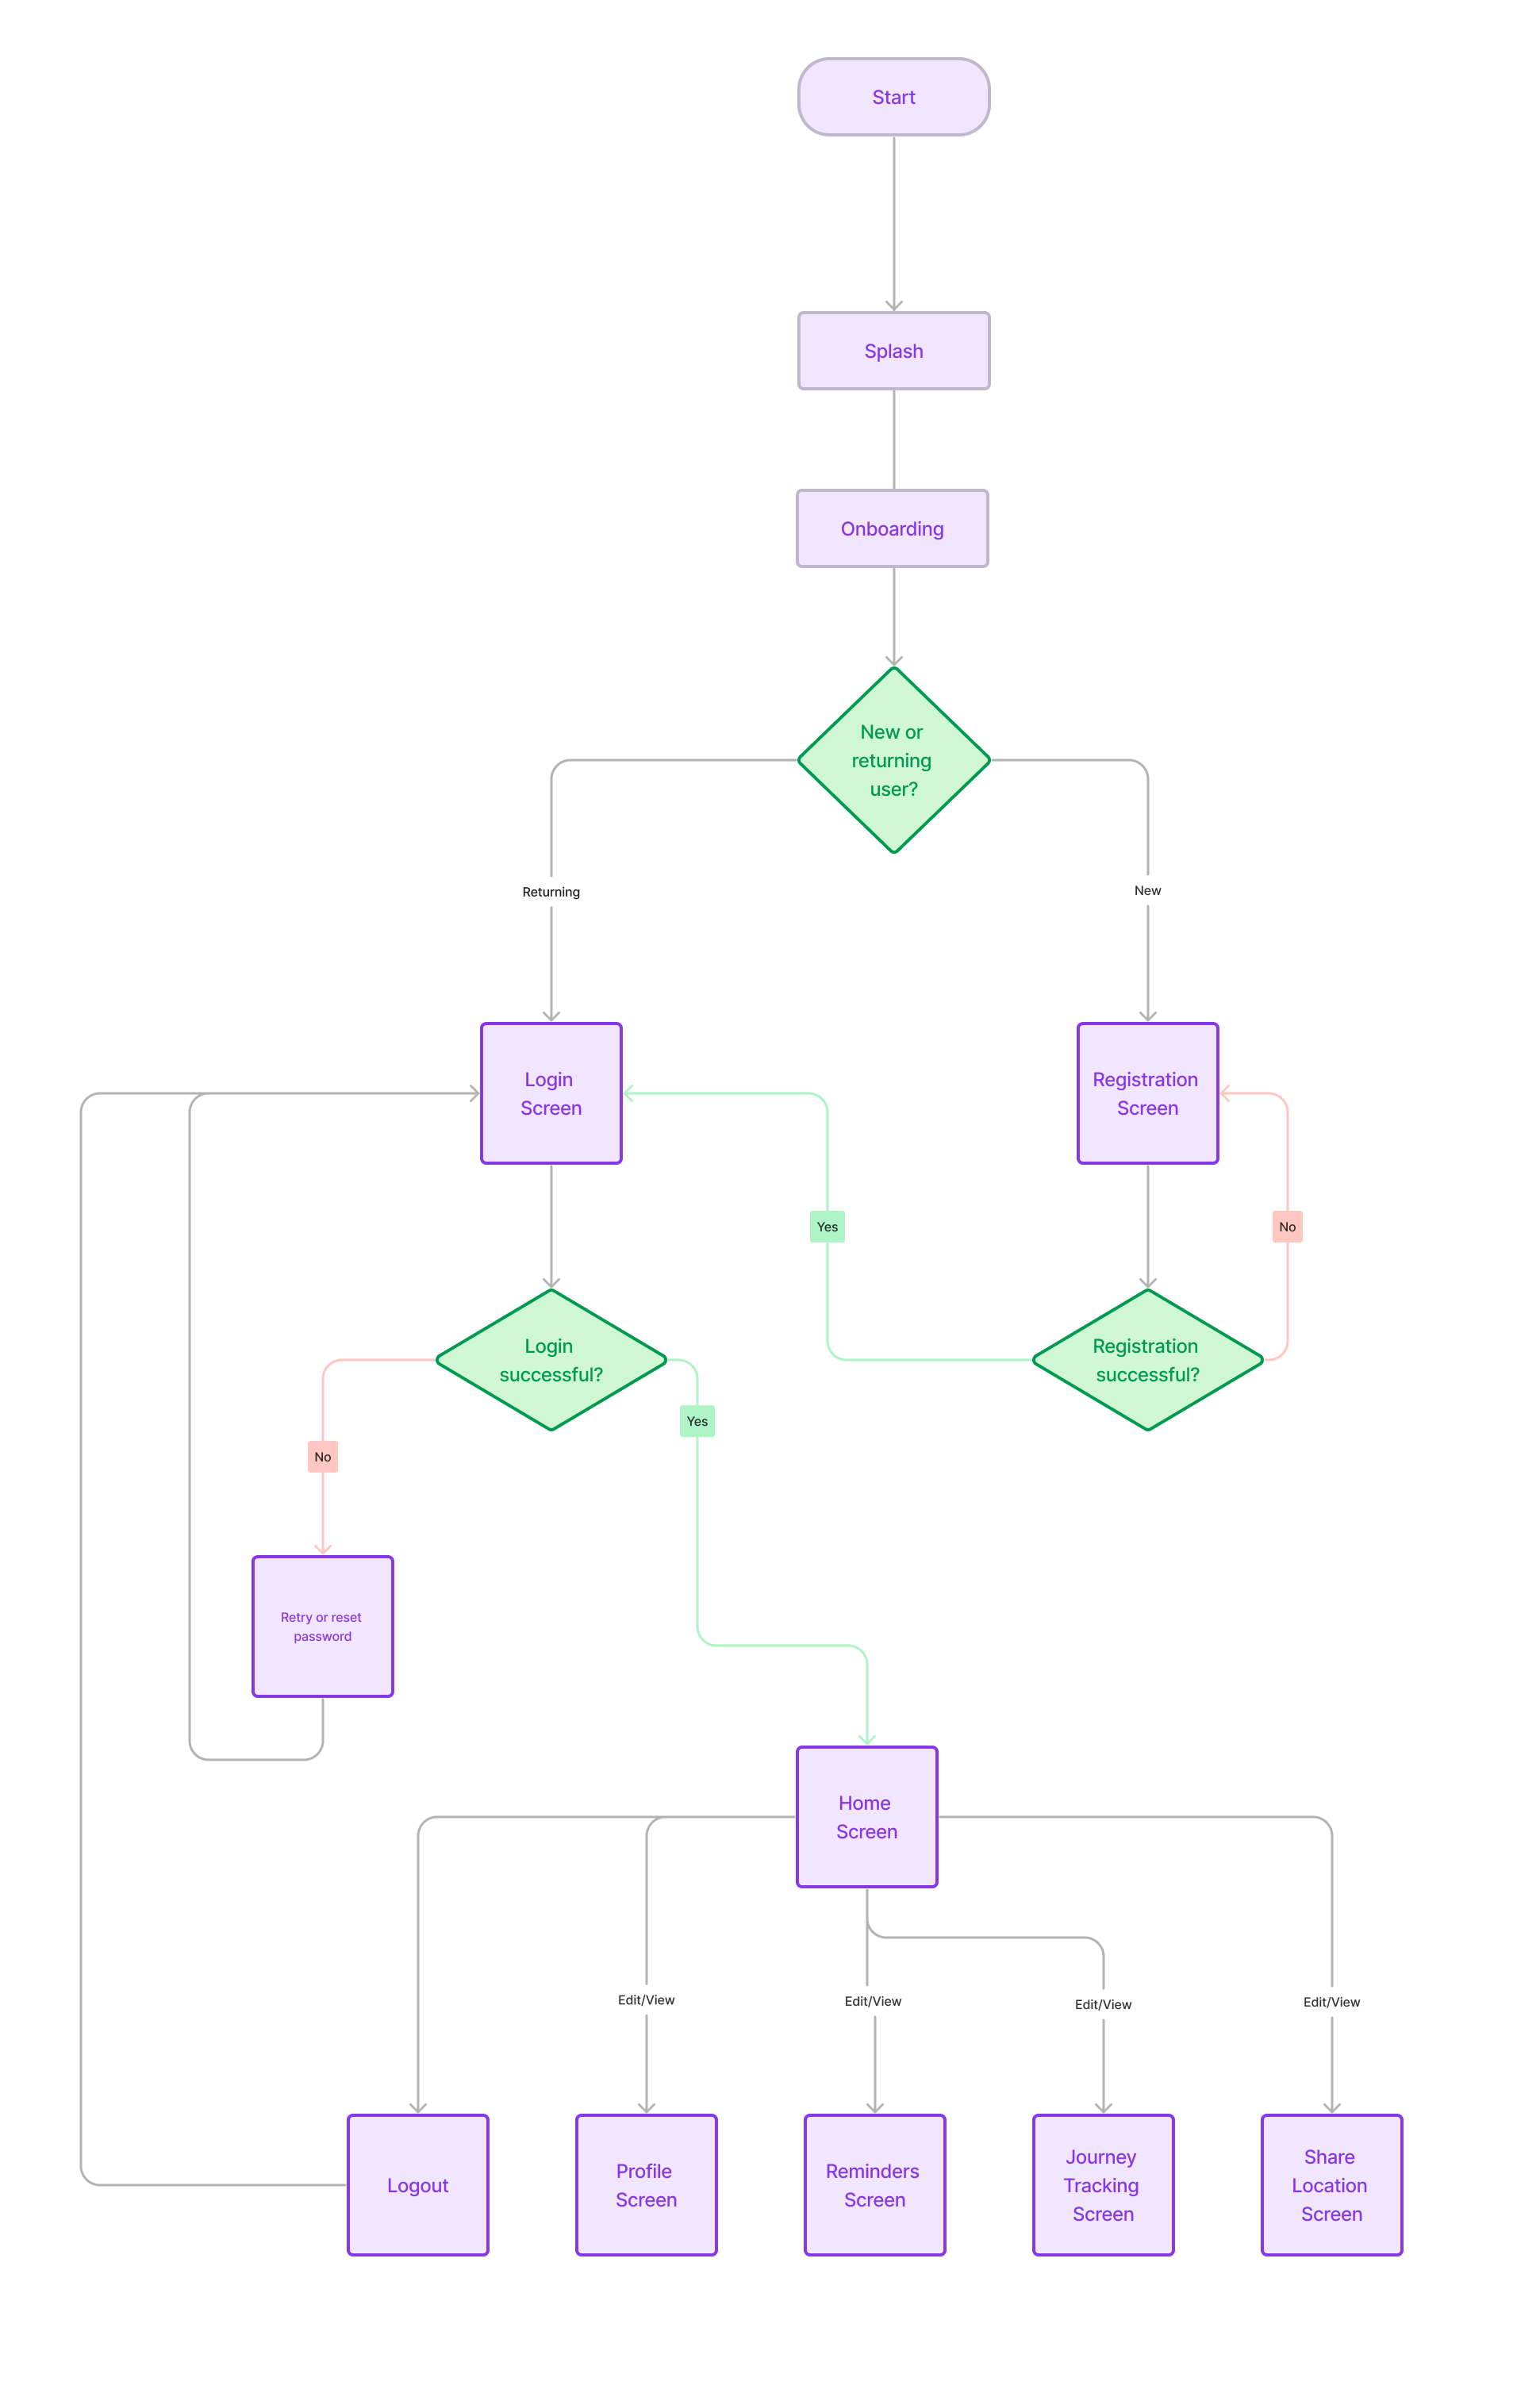 Start
Splash
Onboarding
New or
returning
user?
Returning
New
Login
Screen
Registration
Screen
Yes
No
Login
successful?
Registration
successful?
Yes
No
Retry or reset
password
Home
Screen
Edit/View
Edit/View
Edit/View
Edit/View
Logout
Profile
Screen
Reminders
Screen
Journey
Tracking
Screen
Share
Location
Screen